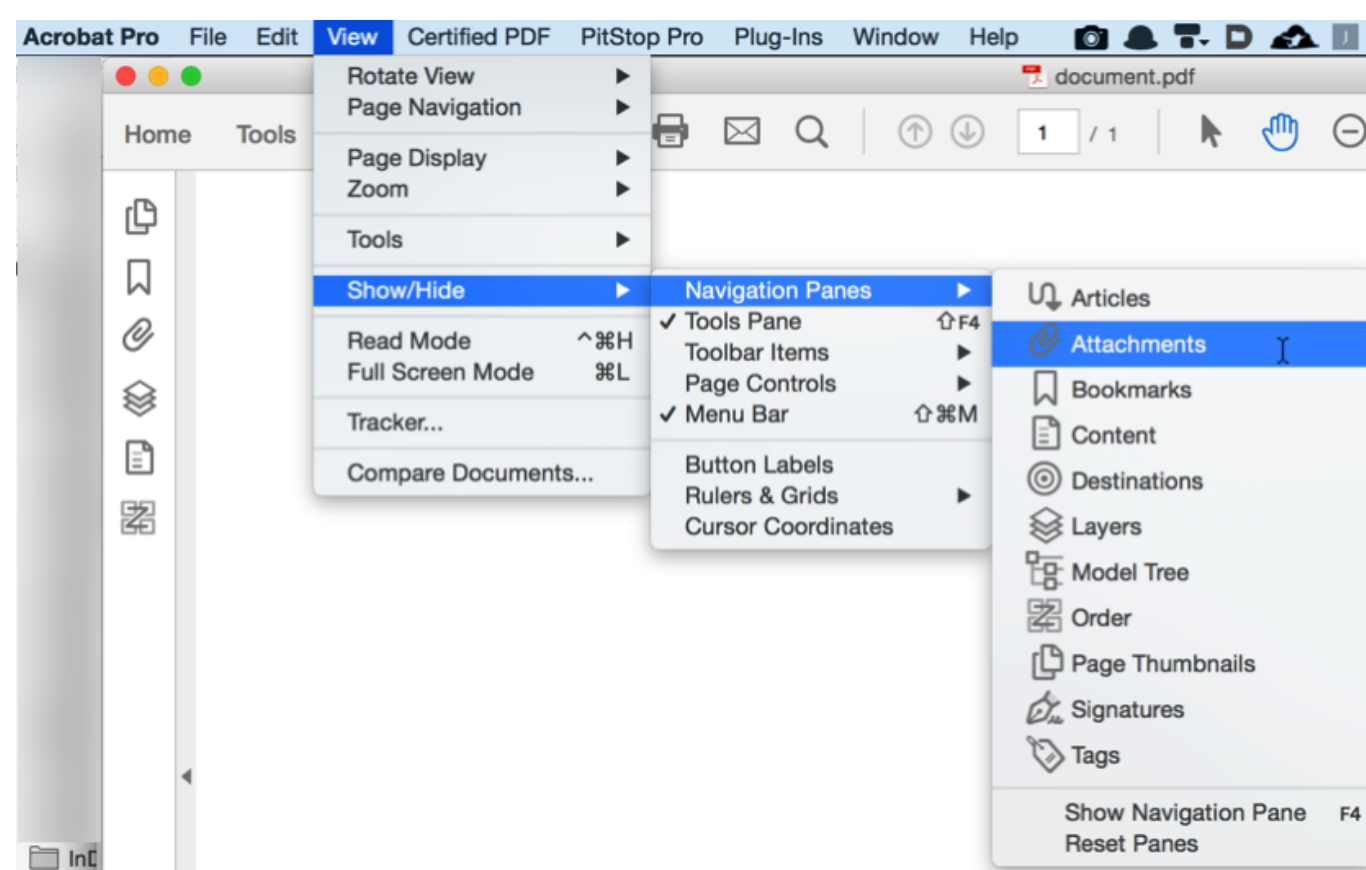 Acrobat Pro File Edit View Certified PDF PitStop Pro Plug-Ins Window Help
document.pdf
Home Tools
1 / 1
Rotate View
Page Navigation
Page Display
Zoom
Tools
Show/Hide
Read Mode ^⌘H
Full Screen Mode ⌘L
Tracker...
Compare Documents...
Navigation Panes
✓ Tools Pane ⇧F4
Toolbar Items
Page Controls
✓ Menu Bar ⇧⌘M
Button Labels
Rulers & Grids
Cursor Coordinates
Articles
Attachments
Bookmarks
Content
Destinations
Layers
Model Tree
Order
Page Thumbnails
Signatures
Tags
Show Navigation Pane F4
Reset Panes